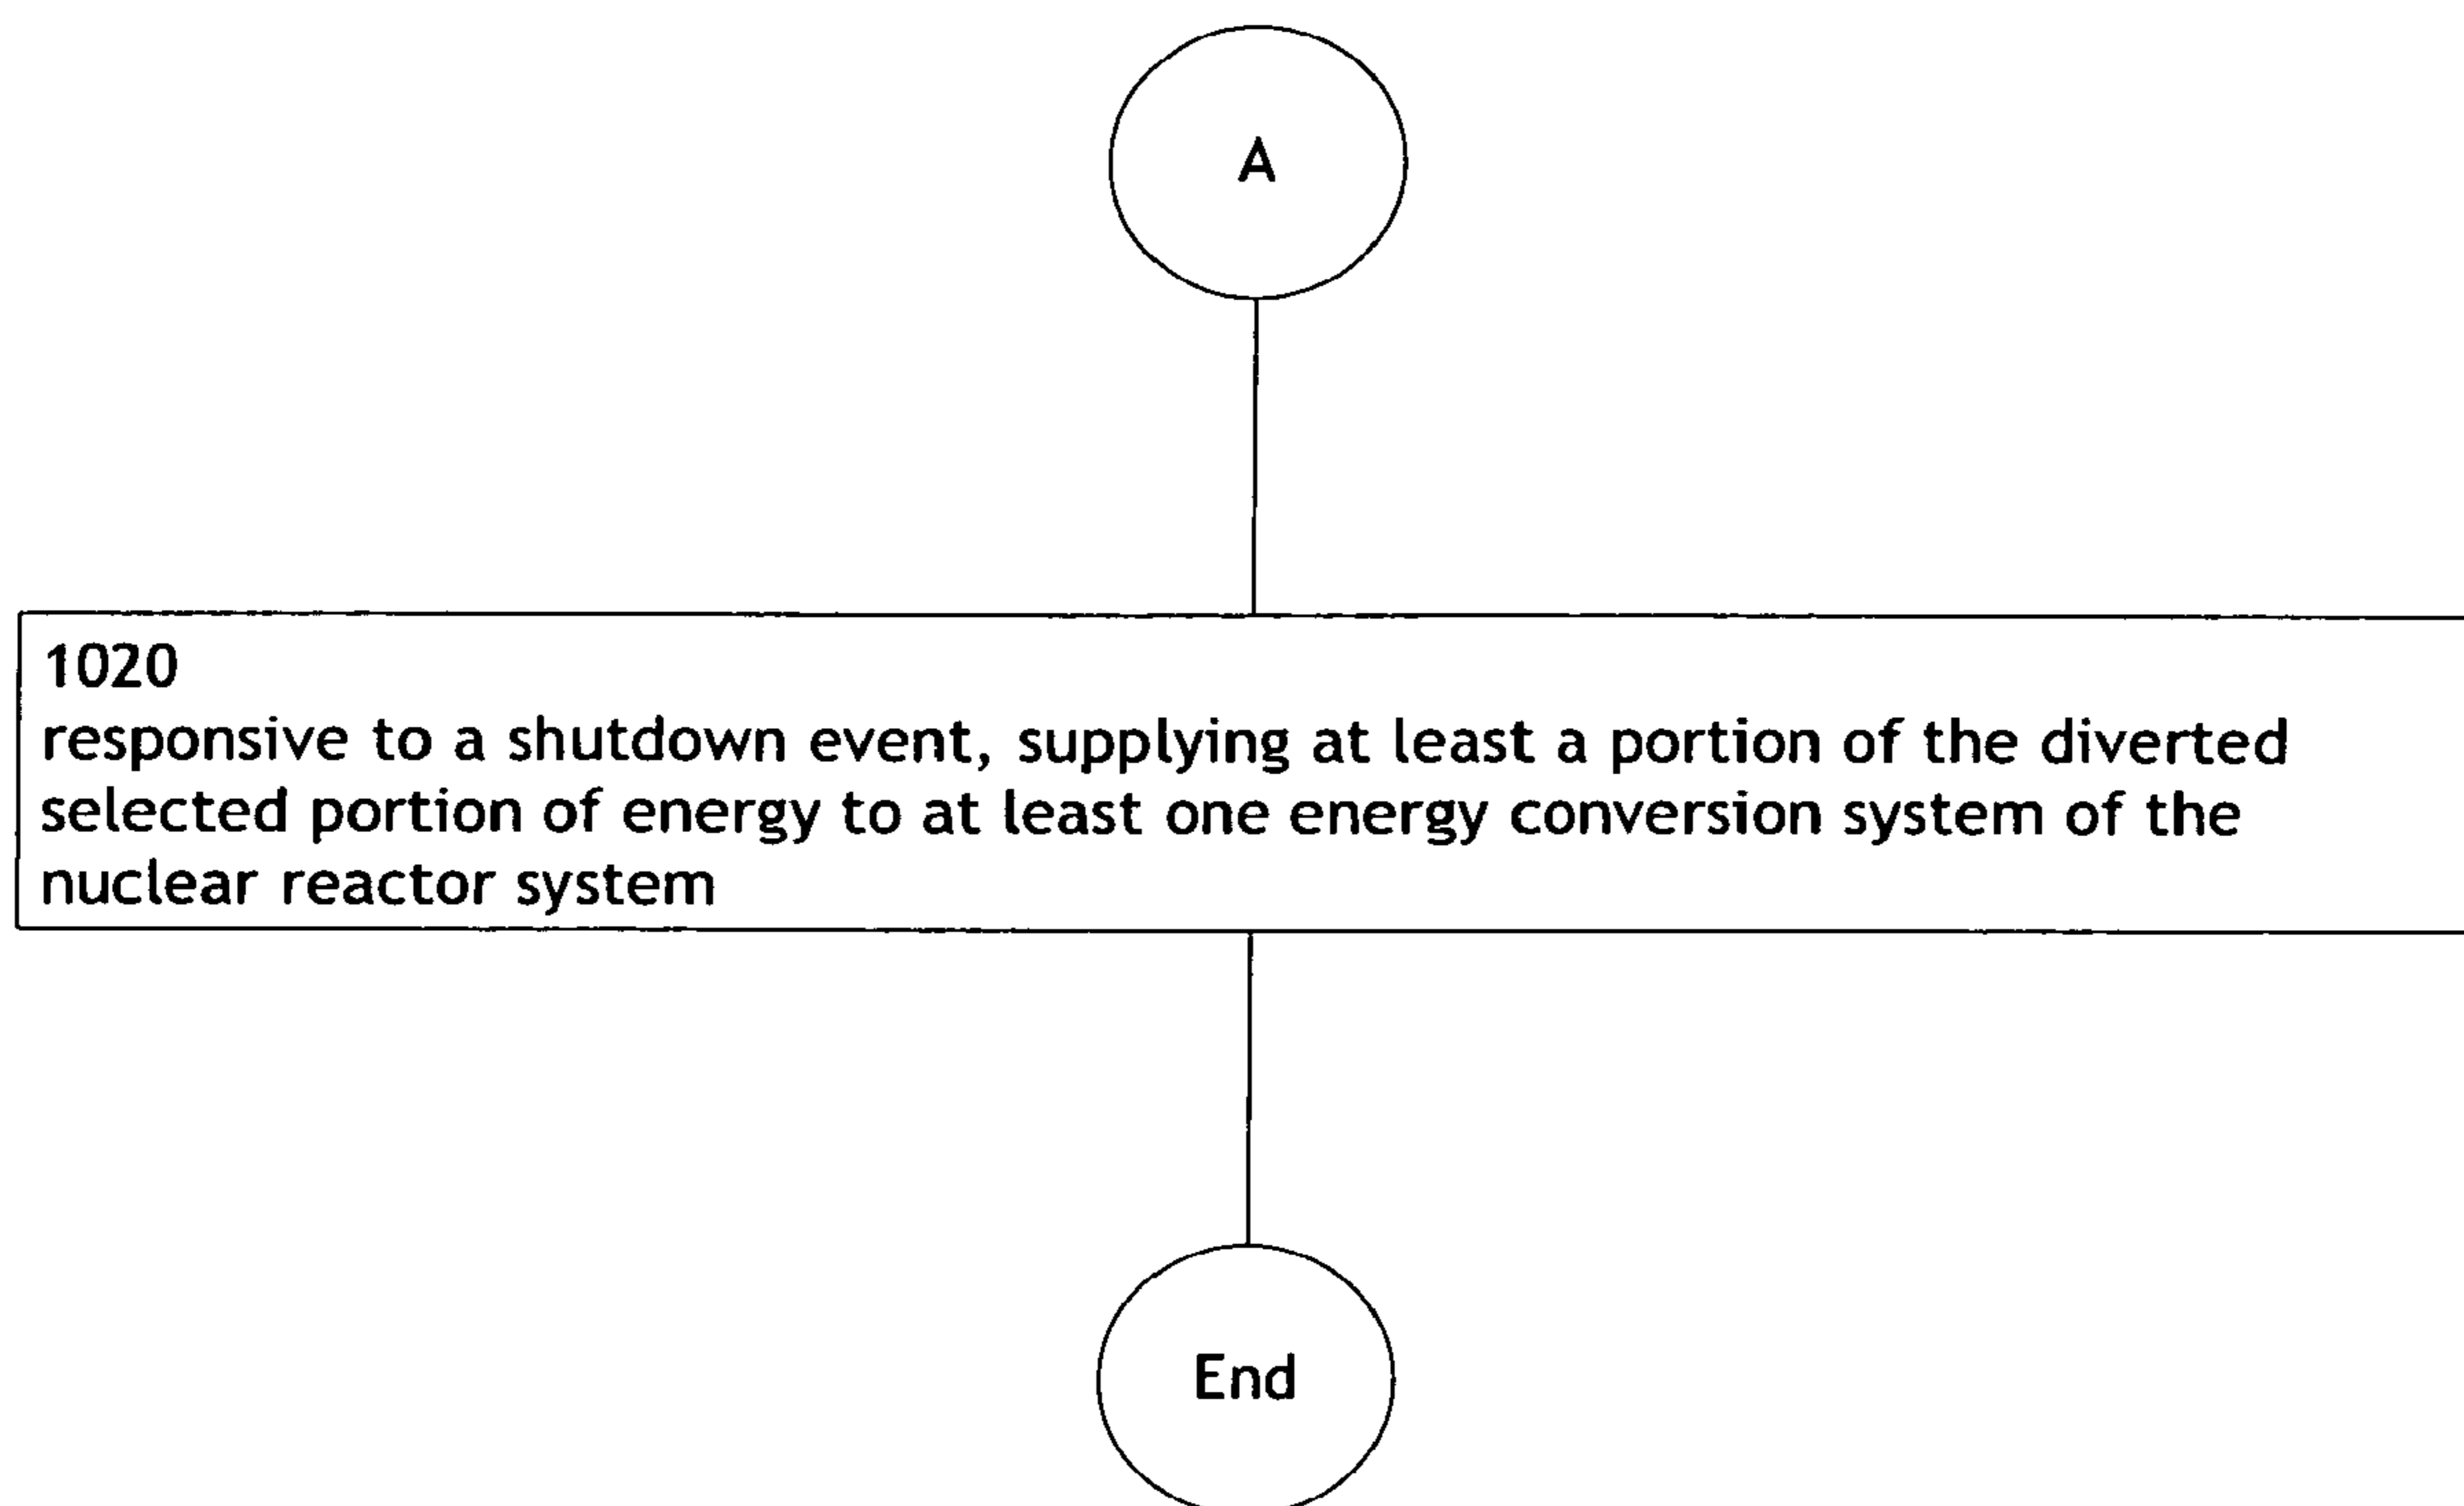 A
1020
responsive to a shutdown event, supplying at least a portion of the diverted
selected portion of energy to at least one energy conversion system of the
nuclear reactor system
End